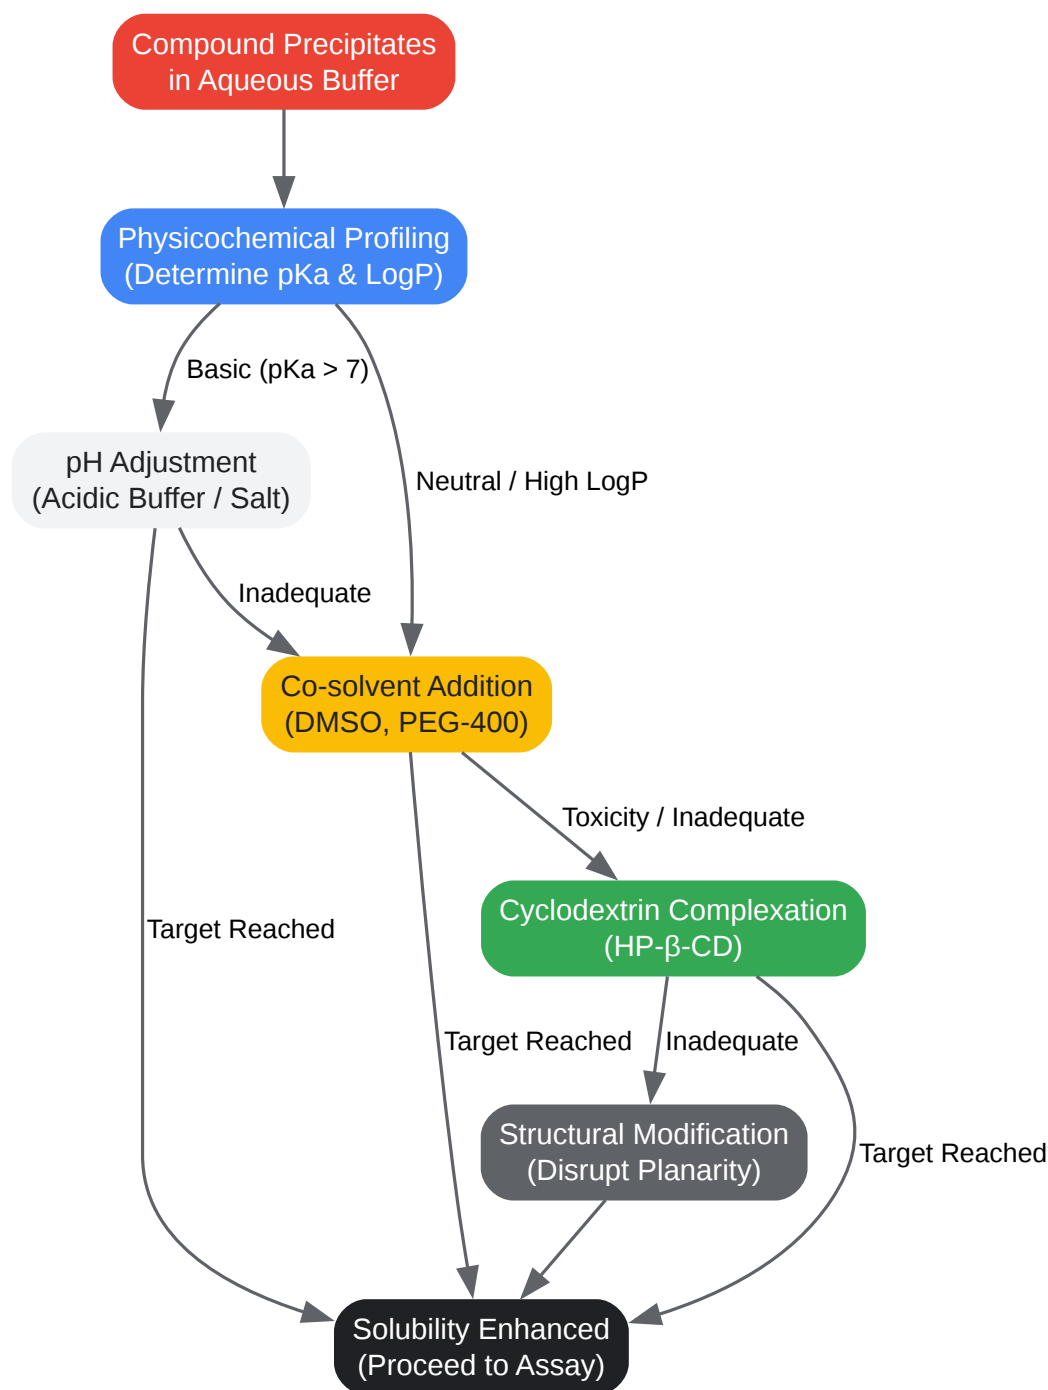 Compound Precipitates
in Aqueous Buffer
Physicochemical Profiling
(Determine pKa & LogP)
Basic (pKa > 7)
pH Adjustment
(Acidic Buffer / Salt)
Neutral / High LogP
Inadequate
Co-solvent Addition
(DMSO, PEG-400)
Toxicity / Inadequate
Cyclodextrin Complexation
(HP-β-CD)
Target Reached
Target Reached
Inadequate
Structural Modification
(Disrupt Planarity)
Target Reached
Solubility Enhanced
(Proceed to Assay)